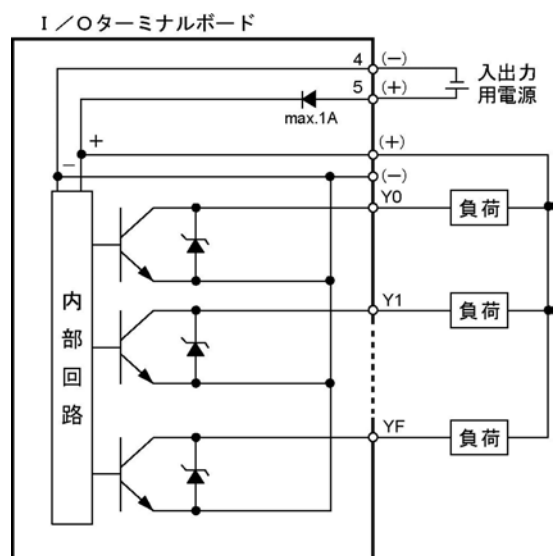 I/Oターミナルボード
4 (-)
5 (+)
入出力
用電源
max.1A
+ (+)
- (-)
Y0 負荷
Y1 負荷
YF 負荷
内部回路